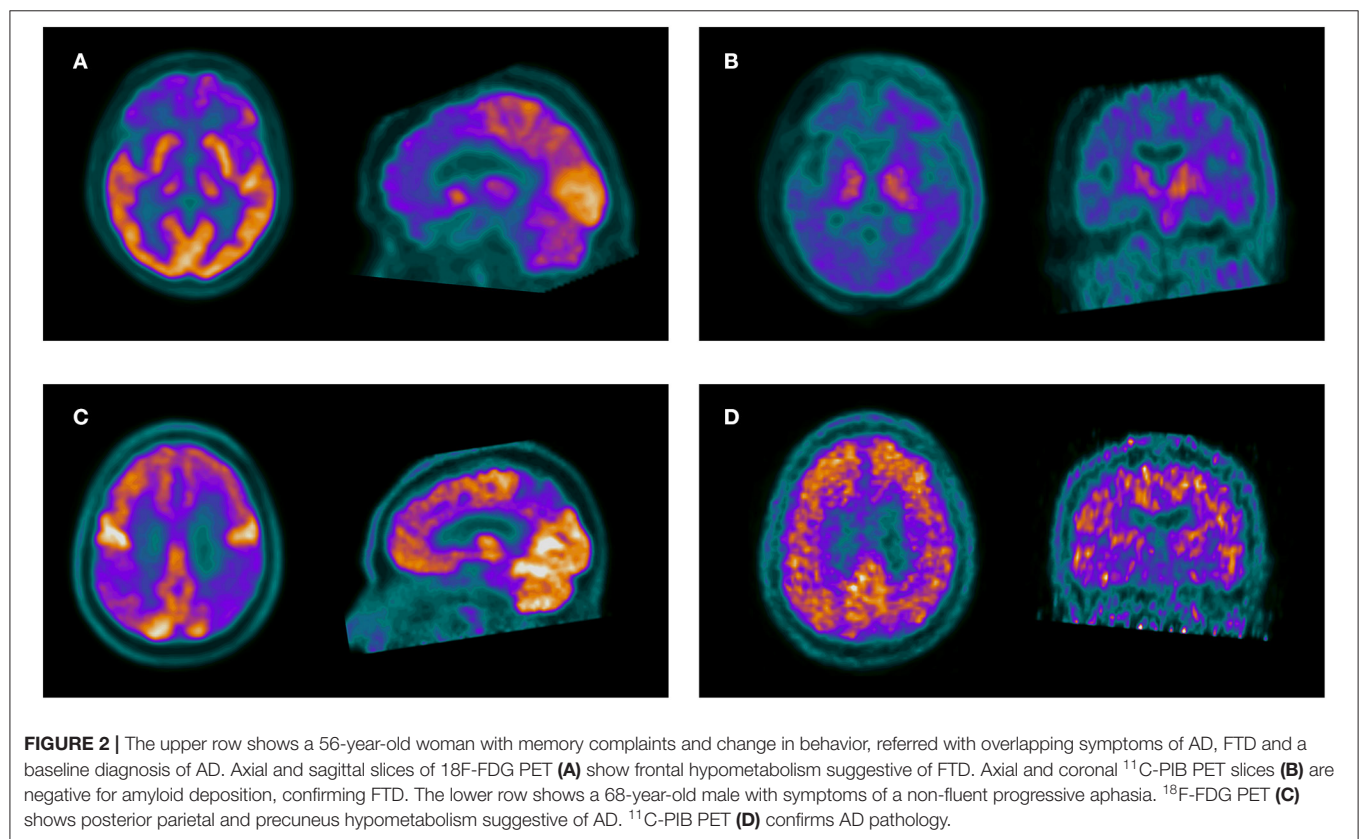 A
B
C
D
FIGURE 2 | The upper row shows a 56-year-old woman with memory complaints and change in behavior, referred with overlapping symptoms of AD, FTD and a
baseline diagnosis of AD. Axial and sagittal slices of 18F-FDG PET (A) show frontal hypometabolism suggestive of FTD. Axial and coronal ¹¹C-PIB PET slices (B) are
negative for amyloid deposition, confirming FTD. The lower row shows a 68-year-old male with symptoms of a non-fluent progressive aphasia. ¹⁸F-FDG PET (C)
shows posterior parietal and precuneus hypometabolism suggestive of AD. ¹¹C-PIB PET (D) confirms AD pathology.